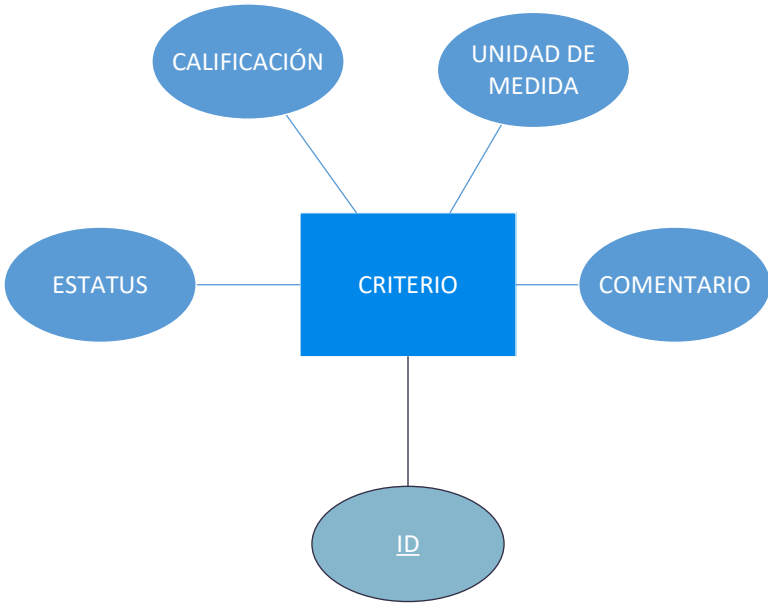 CALIFICACIÓN
UNIDAD DE
MEDIDA
ESTATUS
CRITERIO
COMENTARIO
ID